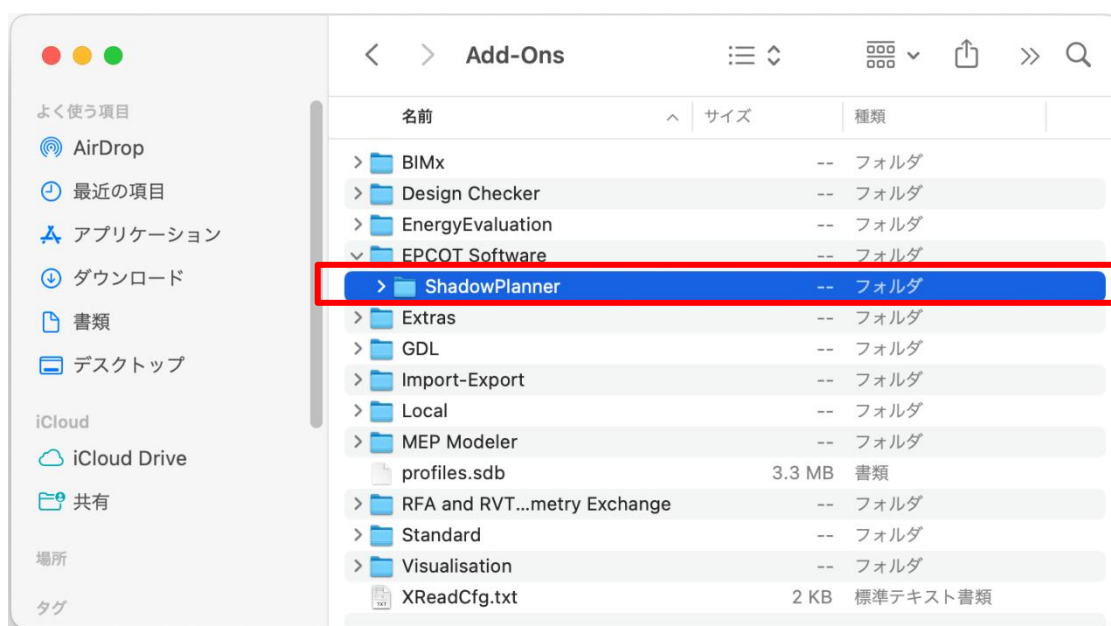 Add-Ons
よく使う項目
AirDrop
最近の項目
アプリケーション
ダウンロード
書類
デスクトップ
iCloud
iCloud Drive
共有
場所
タグ
名前 サイズ 種類
BIMx -- フォルダ
Design Checker -- フォルダ
EnergyEvaluation -- フォルダ
EPCOT Software -- フォルダ
ShadowPlanner -- フォルダ
Extras -- フォルダ
GDL -- フォルダ
Import-Export -- フォルダ
Local -- フォルダ
MEP Modeler -- フォルダ
profiles.sdb 3.3 MB 書類
RFA and RVT...metry Exchange -- フォルダ
Standard -- フォルダ
Visualisation -- フォルダ
XReadCfg.txt 2 KB 標準テキスト書類